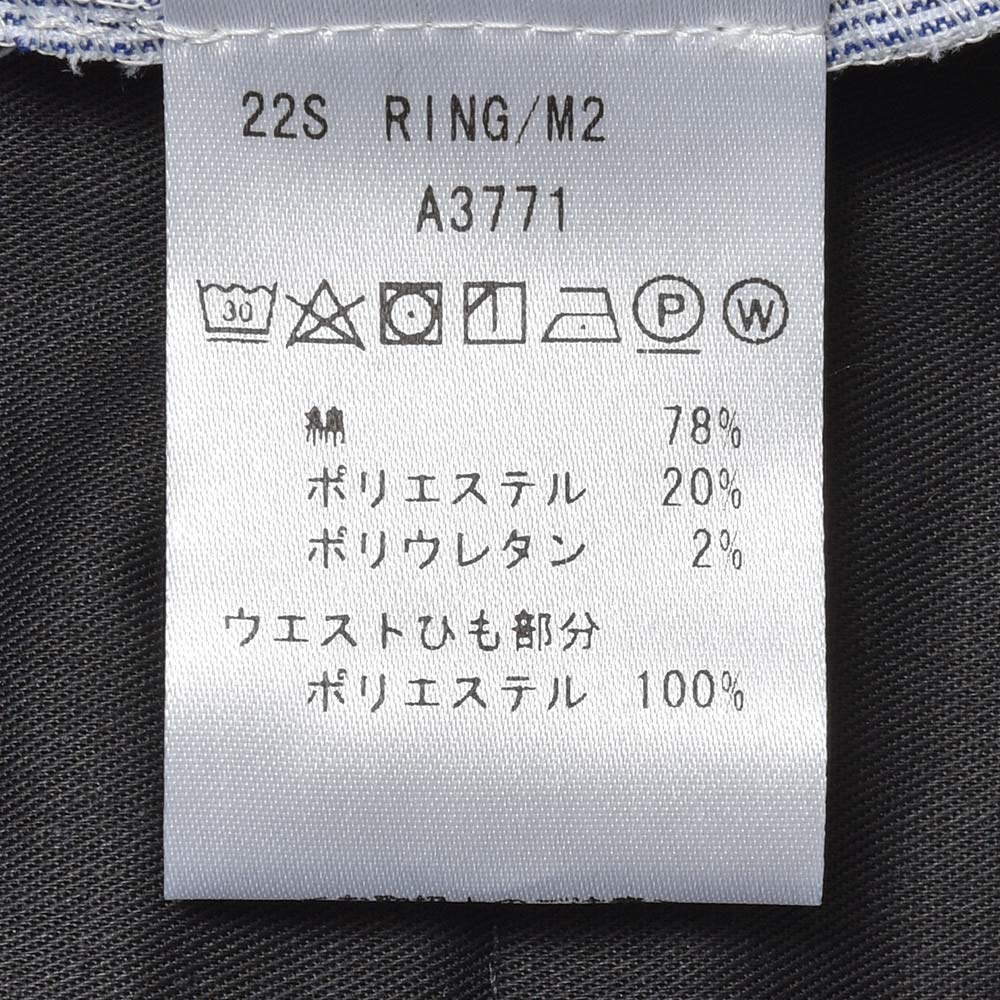 22S RING/M2
A3771
30 P W
綿 78%
ポリエステル 20%
ポリウレタン 2%
ウエストひも部分
ポリエステル 100%